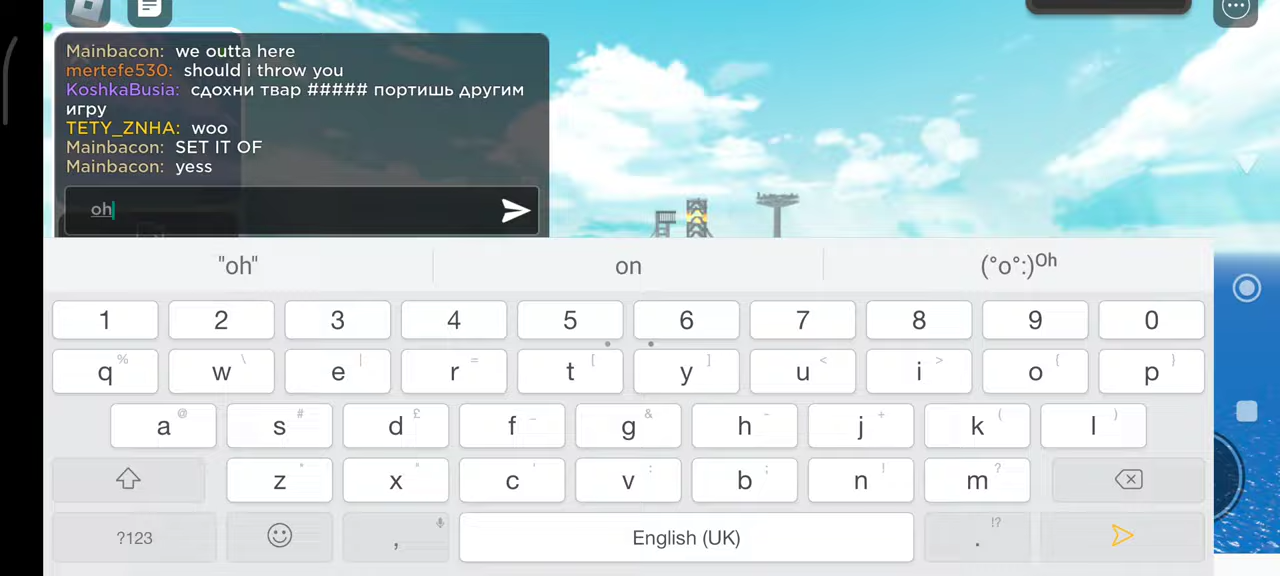 Mainbacon: we outta here
mertefe530: should i throw you
KoshkaBusia: сдохни твар ##### портишь другим
игру
TETY_ZNHA: woo
Mainbacon: SET IT OF
Mainbacon: yess
oh
"oh" on (°o°:)Oh
1 2 3 4 5 6 7 8 9 0
% \ | = [ ] < > { }
q w e r t y u i o p
@ # £ _ & - + ( )
a s d f g h j k l
* " ' : ; ! ?
z x c v b n m
?123 , English (UK) . !?